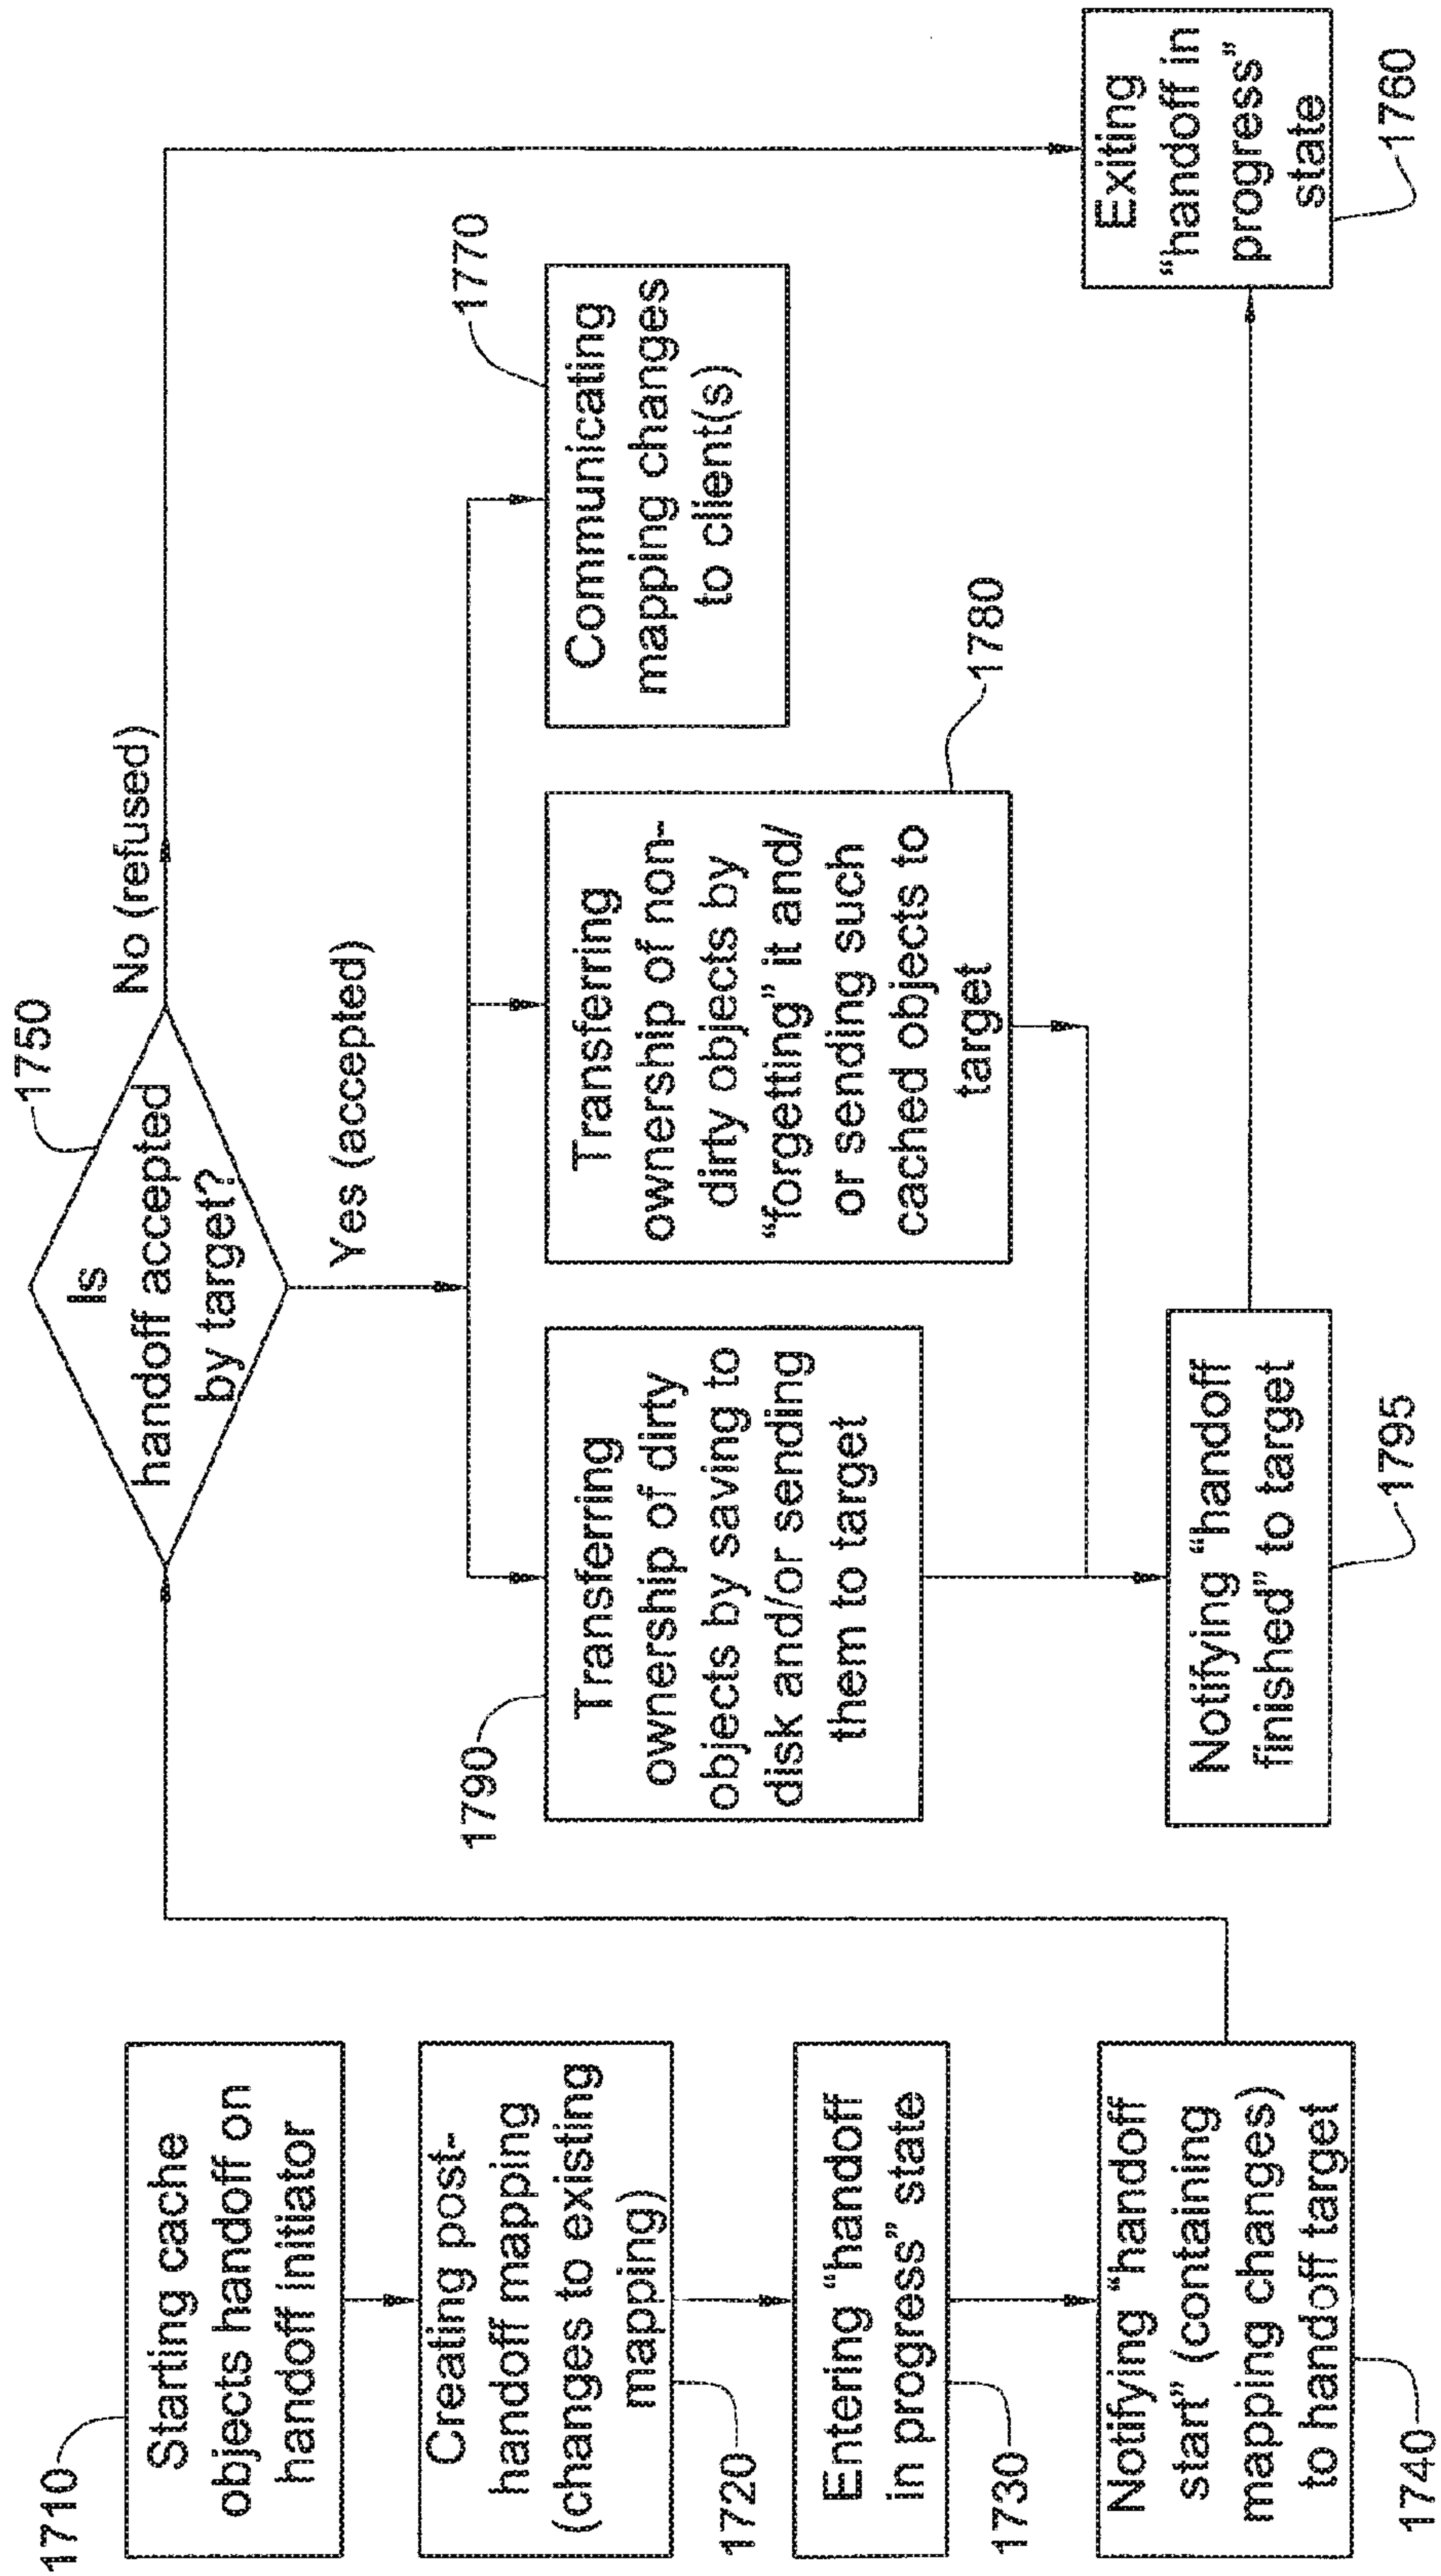 1710
Starting cache
objects handoff on
handoff initiator
Creating post-
handoff mapping
(changes to existing
mapping)
1720
Entering "handoff
in progress" state
1730
Notifying "handoff
start" (containing
mapping changes)
to handoff target
1740
1750
Is
handoff accepted
by target?
No (refused)
Yes (accepted)
1790
Transferring
ownership of dirty
objects by saving to
disk and/or sending
them to target
Transferring
ownership of non-
dirty objects by
"forgetting" it and/
or sending such
cached objects to
target
1780
Communicating
mapping changes
to client(s)
1770
Notifying "handoff
finished" to target
1795
Exiting
"handoff in
progress"
state
1760